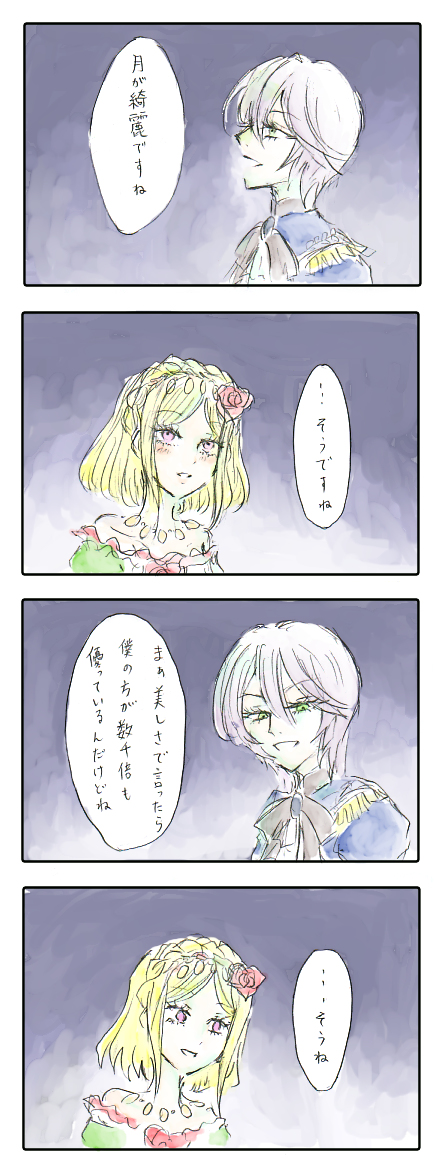 月が綺麗ですね
…そうですね
まぁ美しさで言ったら
僕の方が数千倍も
優っているんだけどね
……そうね